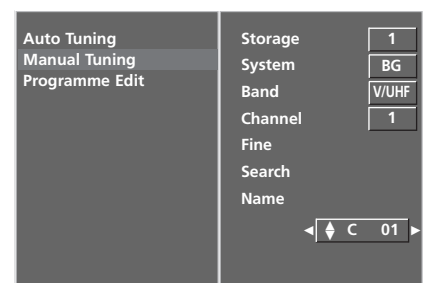 Auto Tuning
Manual Tuning
Programme Edit
Storage 1
System BG
Band V/UHF
Channel 1
Fine
Search
Name
C 01